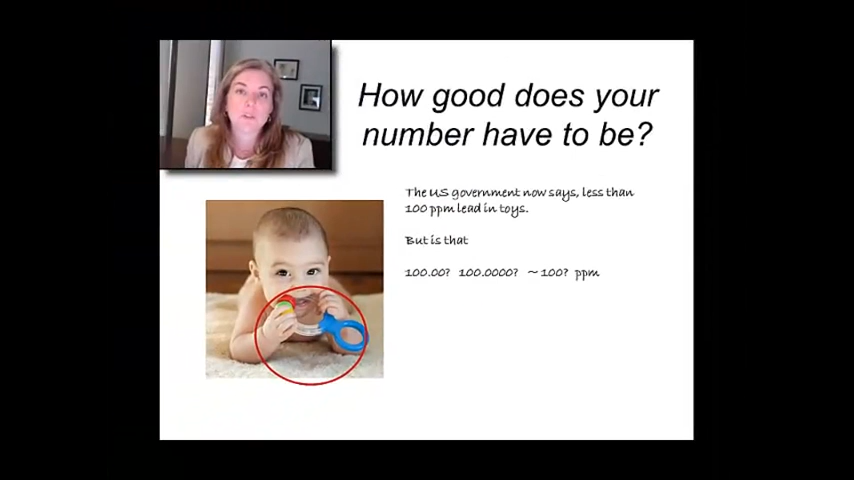 How good does your
number have to be?
The US government now says, less than
100 ppm lead in toys.
But is that
100.00? 100.0000? ~100? ppm